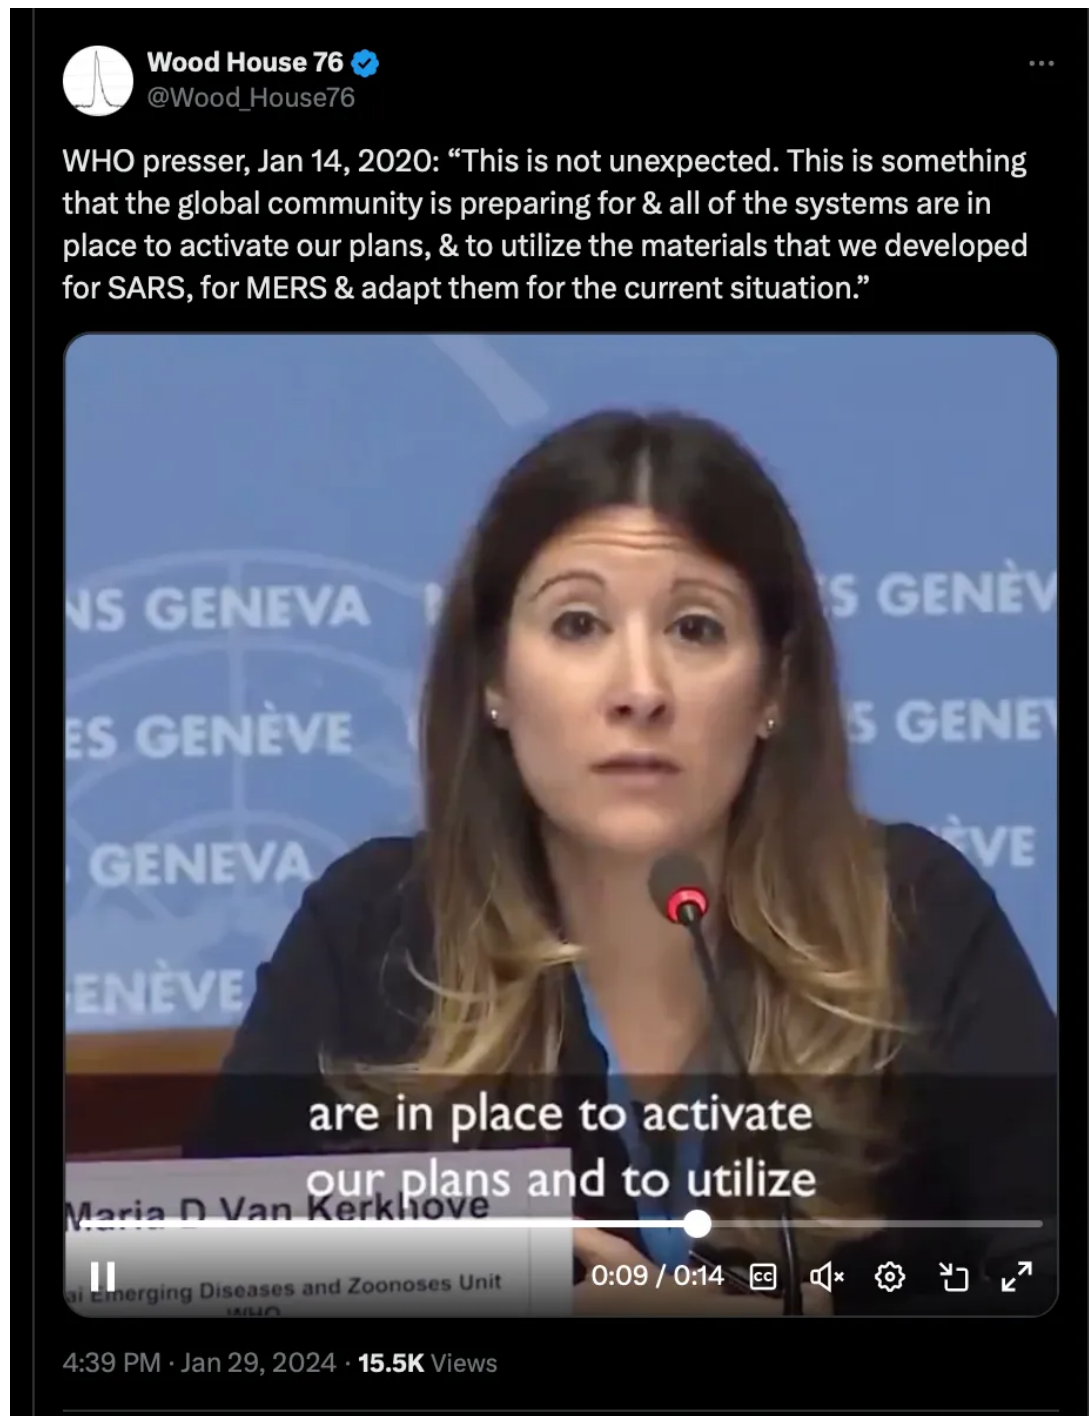 Wood House 76
@Wood_House76
WHO presser, Jan 14, 2020: “This is not unexpected. This is something
that the global community is preparing for & all of the systems are in
place to activate our plans, & to utilize the materials that we developed
for SARS, for MERS & adapt them for the current situation.”
NS GENEVA
S GENÈV
ES GENÈVE
S GENEV
GENEVA
ÈVE
ENÈVE
are in place to activate
our plans and to utilize
Maria D Van Kerkhove
0:09 / 0:14
CC
Emerging Diseases and Zoonoses Unit
WHO
4:39 PM · Jan 29, 2024 · 15.5K Views